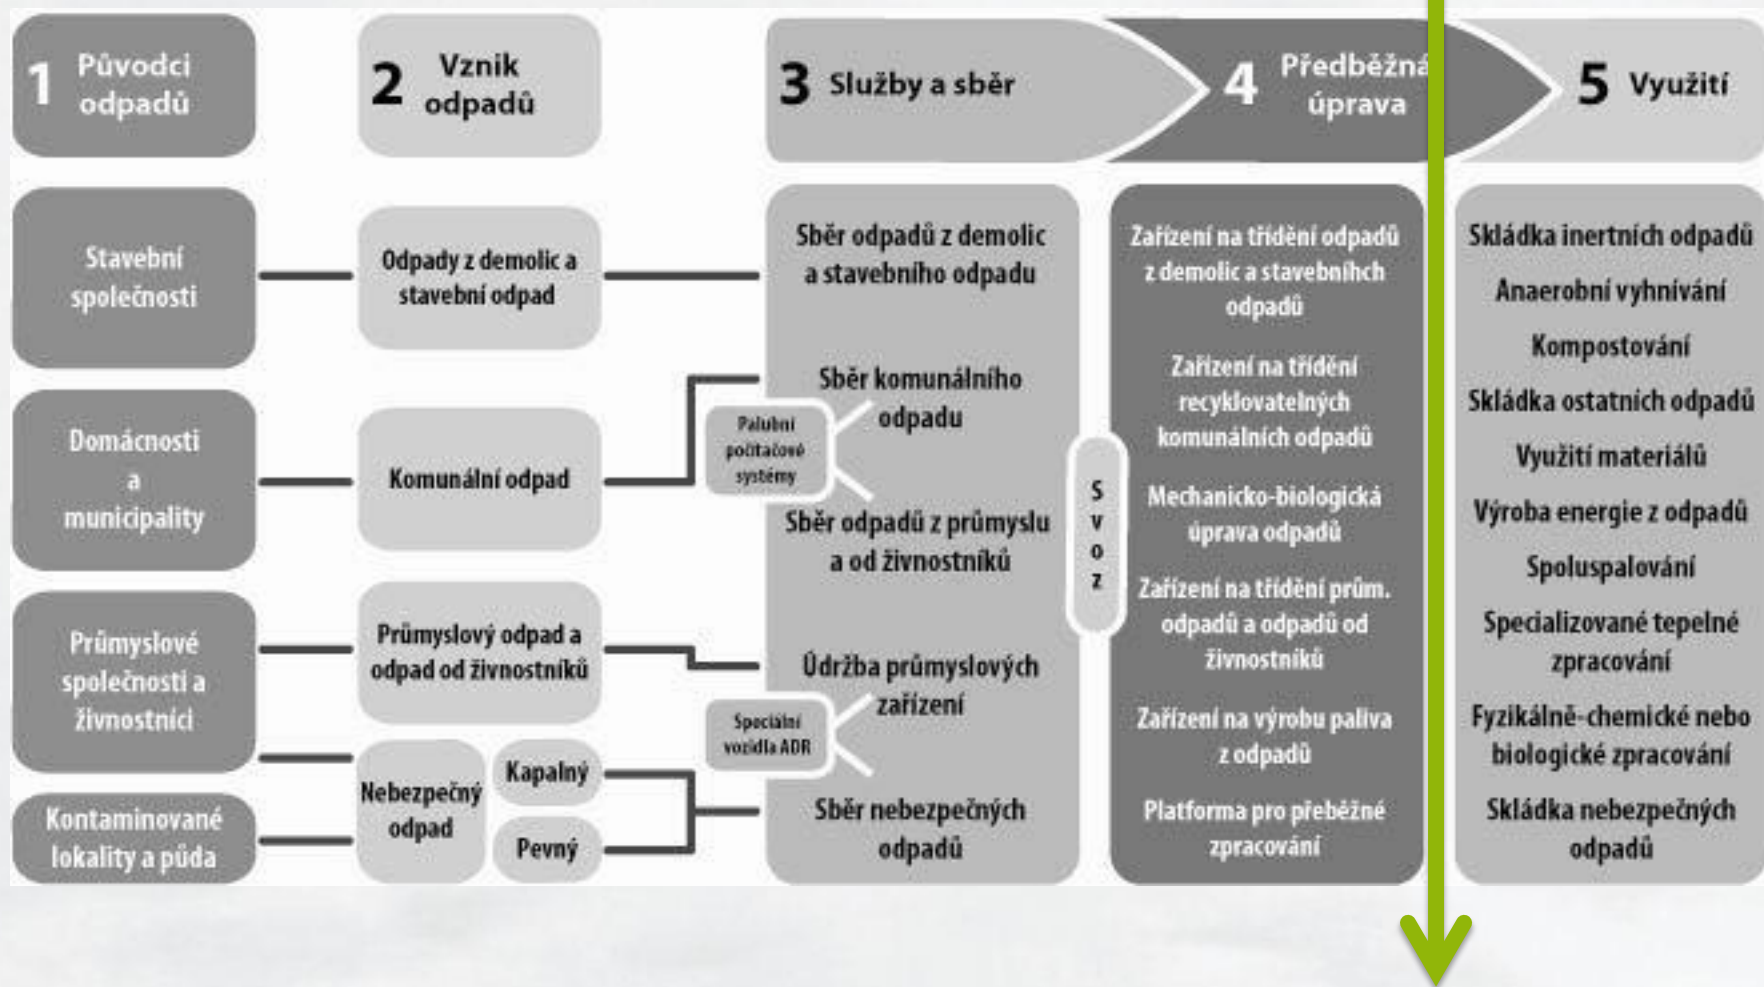 1 Původci
odpadů
2 Vznik
odpadů
3 Služby a sběr
4 Předběžná
úprava
5 Využití
Stavební
společnosti
Domácnosti
a
municipality
Průmyslové
společnosti a
živnostníci
Kontaminované
lokality a půda
Odpady z demolic a
stavební odpad
Komunální odpad
Průmyslový odpad a
odpad od živnostníků
Nebezpečný
odpad
Kapalný
Pevný
Sběr odpadů z demolic
a stavebního odpadu
Sběr komunálního
odpadu
Palubní
počítačové
systémy
Sběr odpadů z průmyslu
a od živnostníků
Údržba průmyslových
zařízení
Speciální
vozidla ADR
Sběr nebezpečných
odpadů
S
v
o
z
Zařízení na třídění odpadů
z demolic a stavebníhch
odpadů
Zařízení na třídění
recyklovatelných
komunálních odpadů
Mechanicko-biologická
úprava odpadů
Zařízení na třídění prům.
odpadů a odpadů od
živnostníků
Zařízení na výrobu paliva
z odpadů
Platforma pro přeběžné
zpracování
Skládka inertních odpadů
Anaerobní vyhnívání
Kompostování
Skládka ostatních odpadů
Využití materiálů
Výroba energie z odpadů
Spoluspalování
Specializované tepelné
zpracování
Fyzikálně-chemické nebo
biologické zpracování
Skládka nebezpečných
odpadů